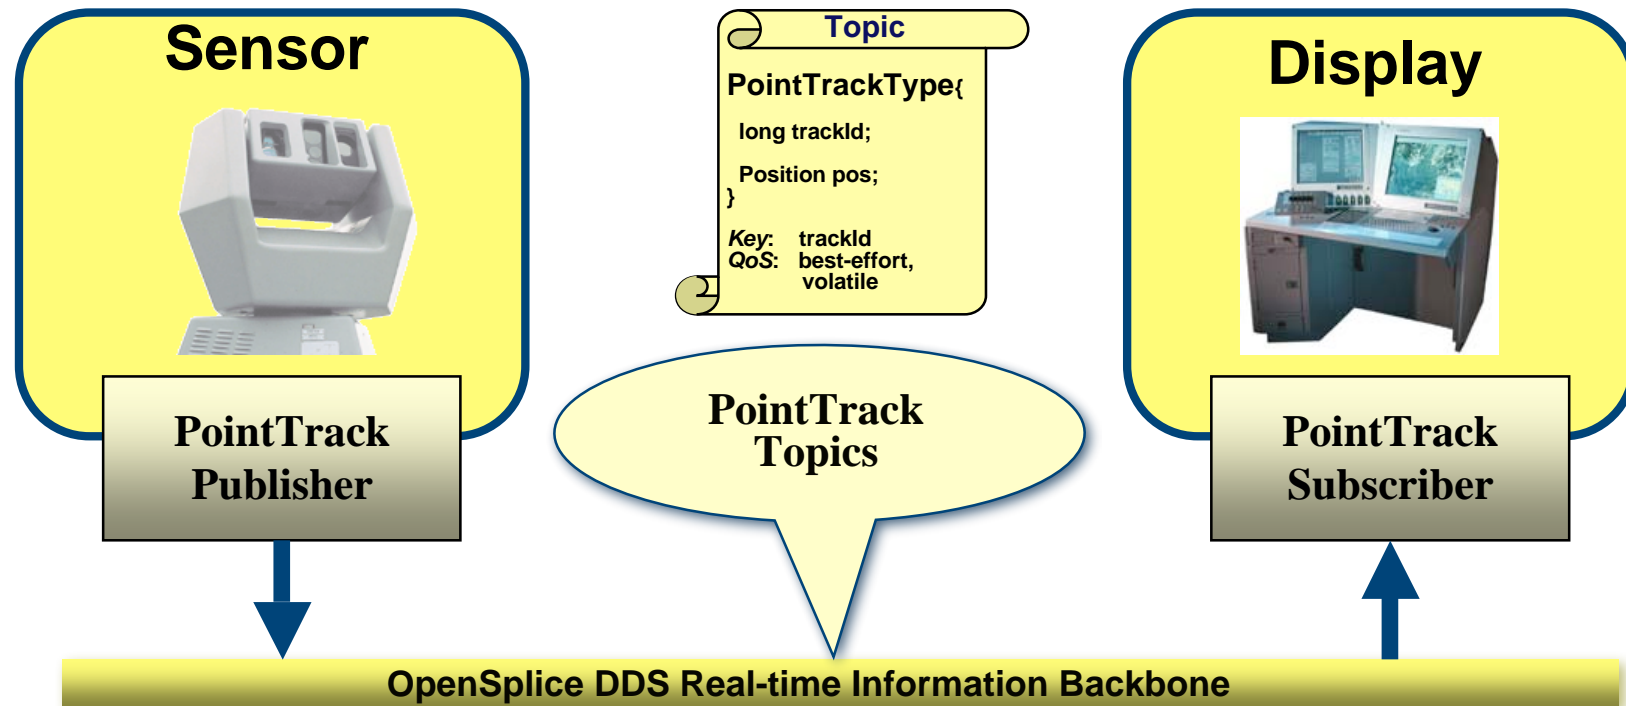 Sensor
PointTrack
Publisher
Topic
PointTrackType{
long trackId;
Position pos;
}
Key: trackId
QoS: best-effort,
volatile
PointTrack
Topics
Display
PointTrack
Subscriber
OpenSplice DDS Real-time Information Backbone